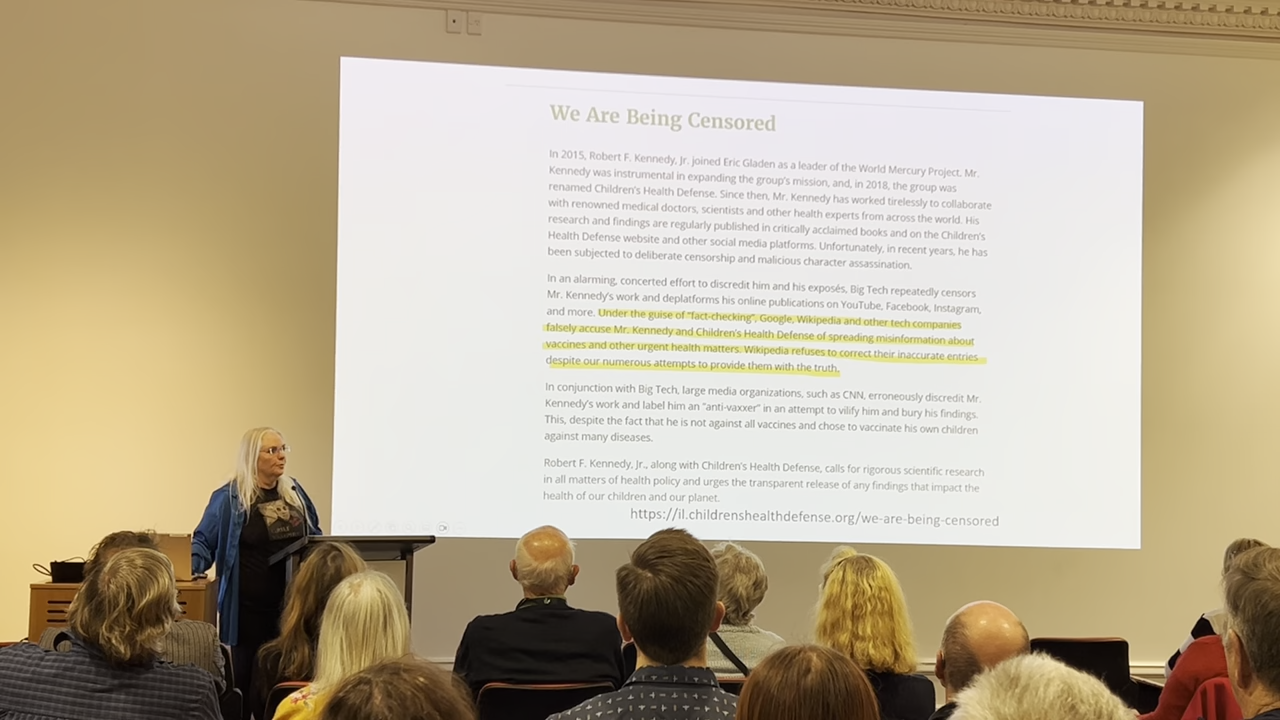 We Are Being Censored
In 2015, Robert F. Kennedy, Jr. joined Eric Gladen as a leader of the World Mercury Project. Mr.
Kennedy was instrumental in expanding the group's mission, and, in 2018, the group was
renamed Children's Health Defense. Since then, Mr. Kennedy has worked tirelessly to collaborate
with renowned medical doctors, scientists and other health experts from across the world. His
research and findings are regularly published in critically acclaimed books and on the Children's
Health Defense website and other social media platforms. Unfortunately, in recent years, he has
been subjected to deliberate censorship and malicious character assassination.
In an alarming, concerted effort to discredit him and his exposés, Big Tech repeatedly censors
Mr. Kennedy's work and deplatforms his online publications on YouTube, Facebook, Instagram,
and more. Under the guise of "fact-checking", Google, Wikipedia and other tech companies
falsely accuse Mr. Kennedy and Children's Health Defense of spreading misinformation about
vaccines and other urgent health matters. Wikipedia refuses to correct their inaccurate entries
despite our numerous attempts to provide them with the truth.
In conjunction with Big Tech, large media organizations, such as CNN, erroneously discredit Mr.
Kennedy's work and label him an "anti-vaxxer" in an attempt to vilify him and bury his findings.
This, despite the fact that he is not against all vaccines and chose to vaccinate his own children
against many diseases.
Robert F. Kennedy, Jr., along with Children's Health Defense, calls for rigorous scientific research
in all matters of health policy and urges the transparent release of any findings that impact the
health of our children and our planet.
https://il.childrenshealthdefense.org/we-are-being-censored